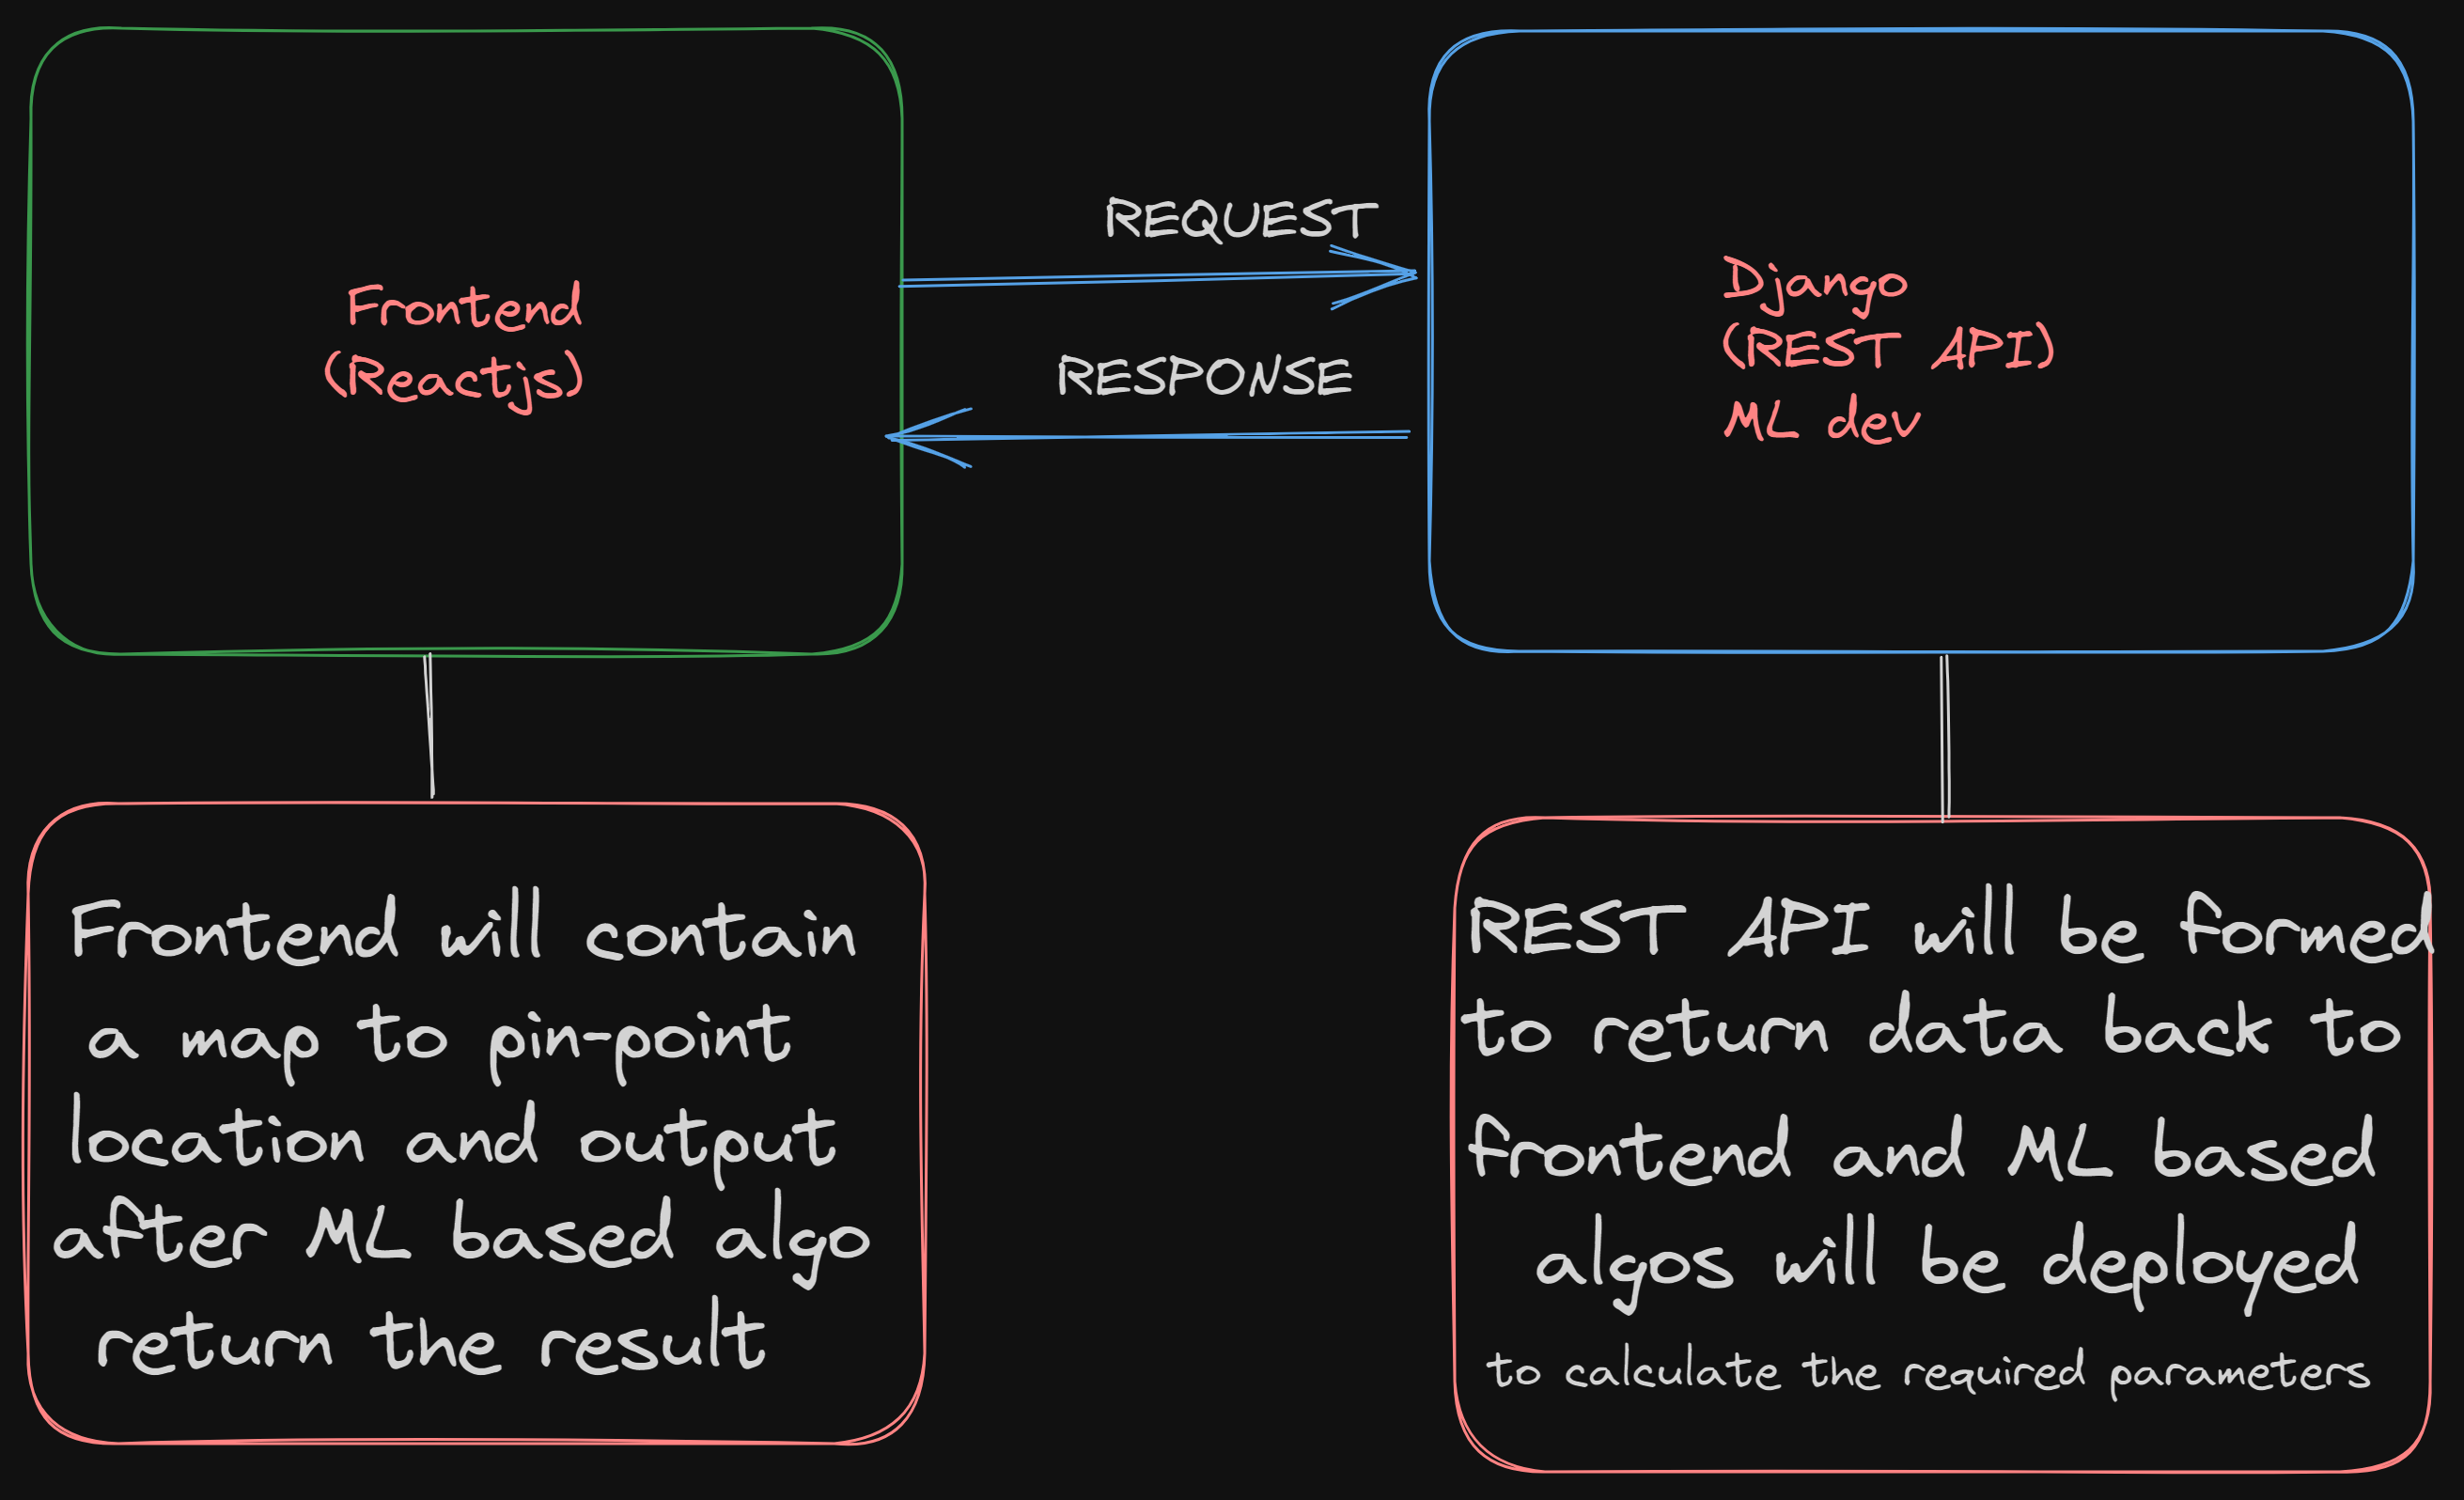 Frontend
(Reactjs)
REQUEST
RESPONSE
Django
(REST API)
ML dev
Frontend will contain
a map to pin-point
location and output
after ML based algo
return the result
REST API will be formed
to return data back to
frontend and ML based
algos will be deployed
to calculate the required parameters